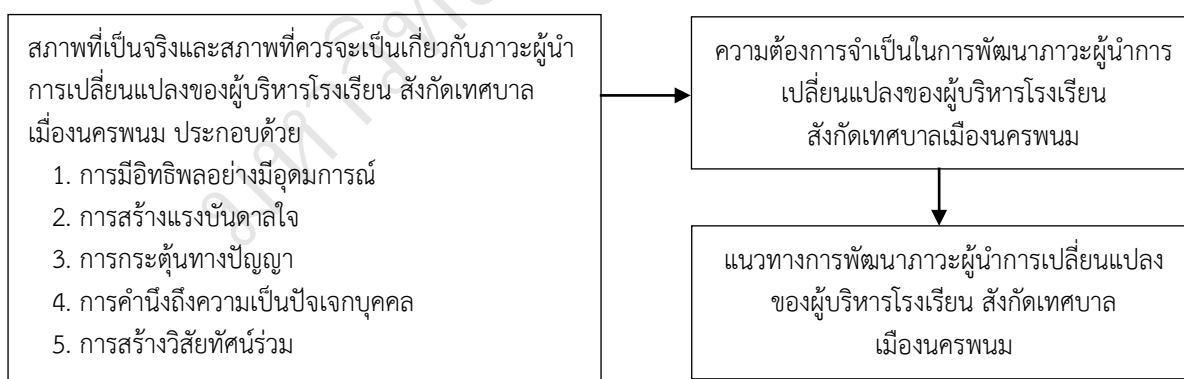 สภาพที่เป็นจริงและสภาพที่ควรจะเป็นเกี่ยวกับภาวะผู้นำ
การเปลี่ยนแปลงของผู้บริหารโรงเรียน สังกัดเทศบาล
เมืองนครพนม ประกอบด้วย
1. การมีอิทธิพลอย่างมีอุดมการณ์
2. การสร้างแรงบันดาลใจ
3. การกระตุ้นทางปัญญา
4. การคำนึงถึงความเป็นปัจเจกบุคคล
5. การสร้างวิสัยทัศน์ร่วม
ความต้องการจำเป็นในการพัฒนาภาวะผู้นำการ
เปลี่ยนแปลงของผู้บริหารโรงเรียน
สังกัดเทศบาลเมืองนครพนม
แนวทางการพัฒนาภาวะผู้นำการเปลี่ยนแปลง
ของผู้บริหารโรงเรียน สังกัดเทศบาล
เมืองนครพนม